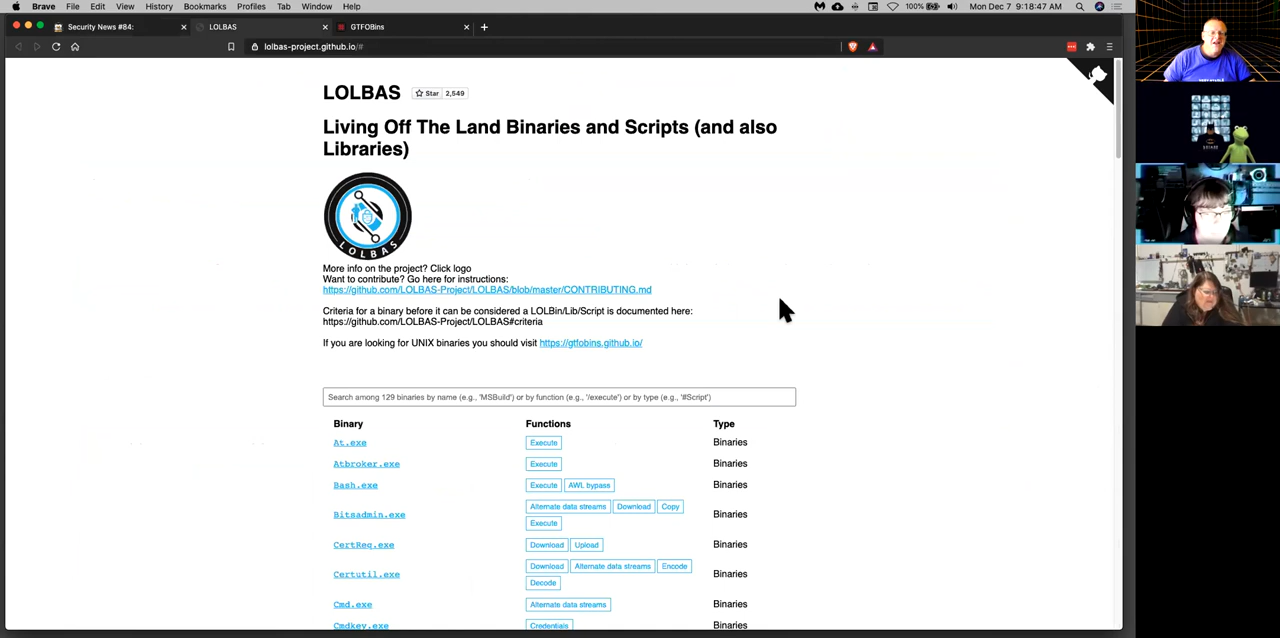 Brave File Edit View History Bookmarks Profiles Tab Window Help 100% Mon Dec 7 9:18:47 AM
Security News #84: LOLBAS GTFOBins
lolbas-project.github.io/#
LOLBAS Star 2,549
Living Off The Land Binaries and Scripts (and also
Libraries)
LOLBAS
More info on the project? Click logo
Want to contribute? Go here for instructions:
https://github.com/LOLBAS-Project/LOLBAS/blob/master/CONTRIBUTING.md
Criteria for a binary before it can be considered a LOLBin/Lib/Script is documented here:
https://github.com/LOLBAS-Project/LOLBAS#criteria
If you are looking for UNIX binaries you should visit https://gtfobins.github.io/
Search among 129 binaries by name (e.g., 'MSBuild') or by function (e.g., '/execute') or by type (e.g., '#Script')
Binary Functions Type
At.exe Execute Binaries
Atbroker.exe Execute Binaries
Bash.exe Execute AWL bypass Binaries
Bitsadmin.exe Alternate data streams Download Copy Binaries
Execute
CertReq.exe Download Upload Binaries
Certutil.exe Download Alternate data streams Encode Binaries
Decode
Cmd.exe Alternate data streams Binaries
Cmdkey.exe Credentials Binaries